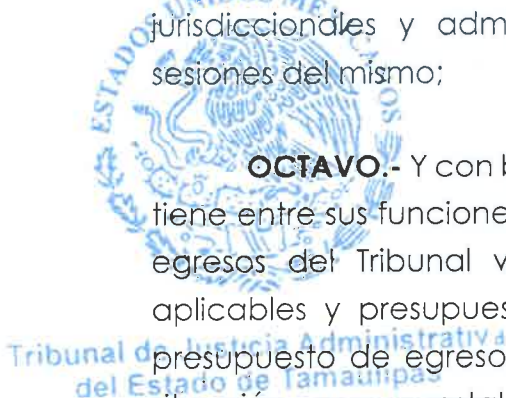 jurisdiccionales y adm
sesiones del mismo;
OCTAVO.- Y con b
tiene entre sus funcione
egresos del Tribunal v
aplicables y presupues
presupuesto de egreso
Tribunal de Justicia Administrativa
del Estado de Tamaulipas
ESTADO